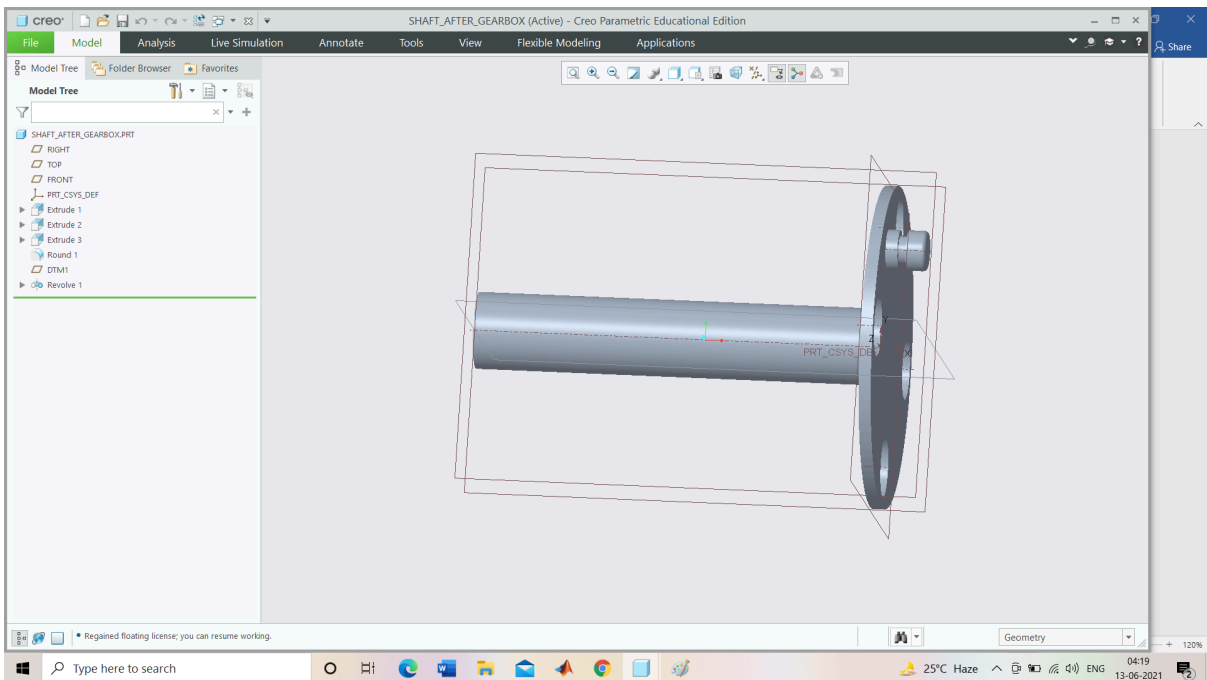 creo·
SHAFT_AFTER_GEARBOX (Active) - Creo Parametric Educational Edition
File Model Analysis Live Simulation Annotate Tools View Flexible Modeling Applications
?
Share
Model Tree Folder Browser Favorites
Model Tree
SHAFT_AFTER_GEARBOX.PRT
RIGHT
TOP
FRONT
PRT_CSYS_DEF
Extrude 1
Extrude 2
Extrude 3
Round 1
DTM1
Revolve 1
Y
Z
PRT_CSYS_DEF
X
• Regained floating license; you can resume working.
Geometry
120%
Type here to search
25°C Haze
ENG
04:19
13-06-2021
2